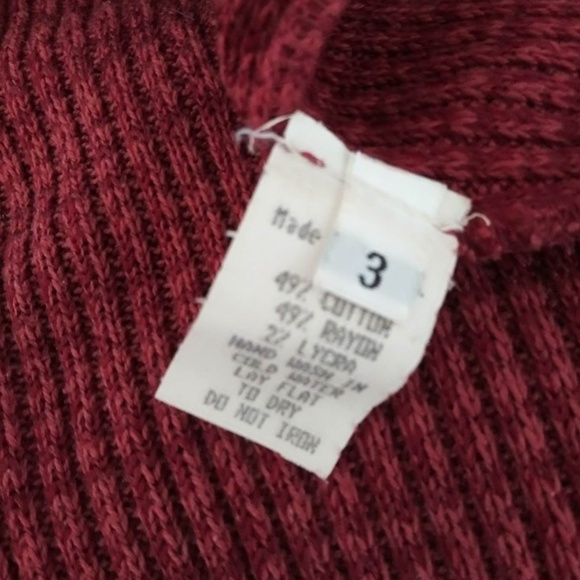 Made
3
49% COTTON
49% RAYON
2% LYCRA
HAND WASH IN
COLD WATER
LAY FLAT
TO DRY
DO NOT IRON